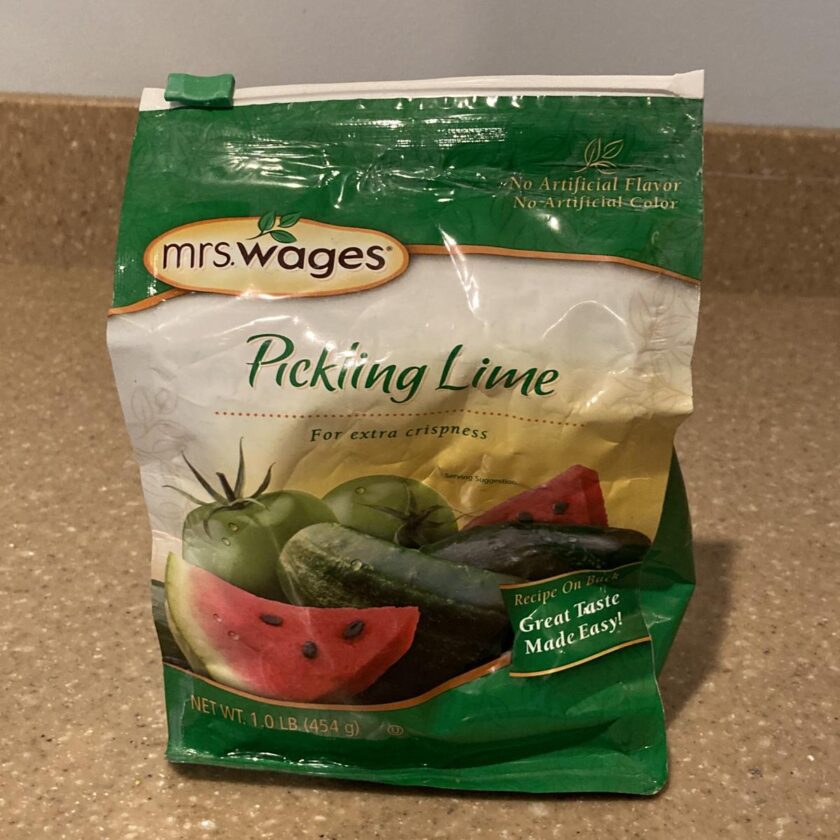 No Artificial Flavor
No Artificial Color
mrs. wages®
Pickling Lime
For extra crispness
Serving Suggestion
Recipe On Back
Great Taste
Made Easy!
NET WT. 1.0 LB (454 g) Ⓤ